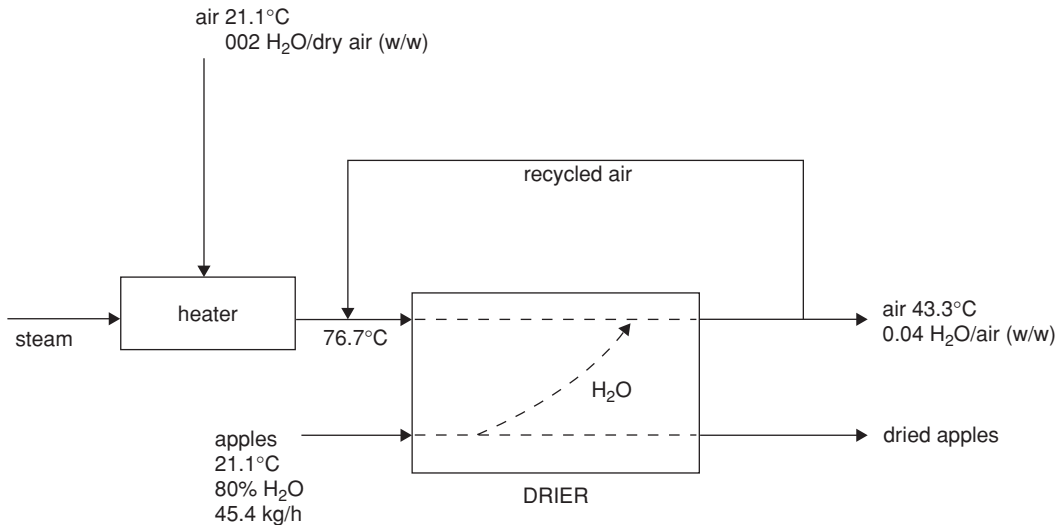 air 21.1°C
002 H₂O/dry air (w/w)
recycled air
heater
steam
76.7°C
air 43.3°C
0.04 H₂O/air (w/w)
H₂O
apples
21.1°C
80% H₂O
45.4 kg/h
dried apples
DRIER